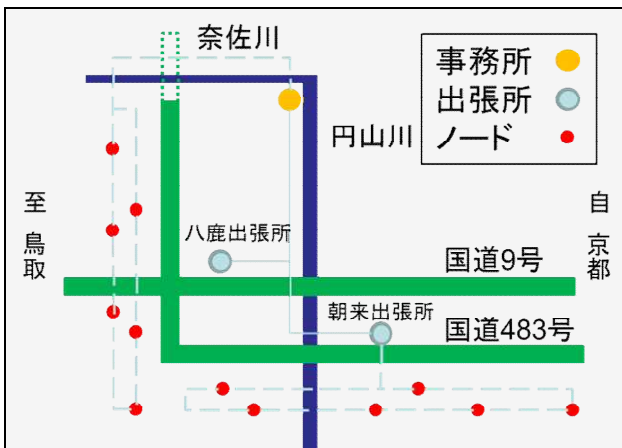 奈佐川
事務所
出張所
ノード
円山川
至 鳥取
自 京都
八鹿出張所
国道9号
朝来出張所
国道483号